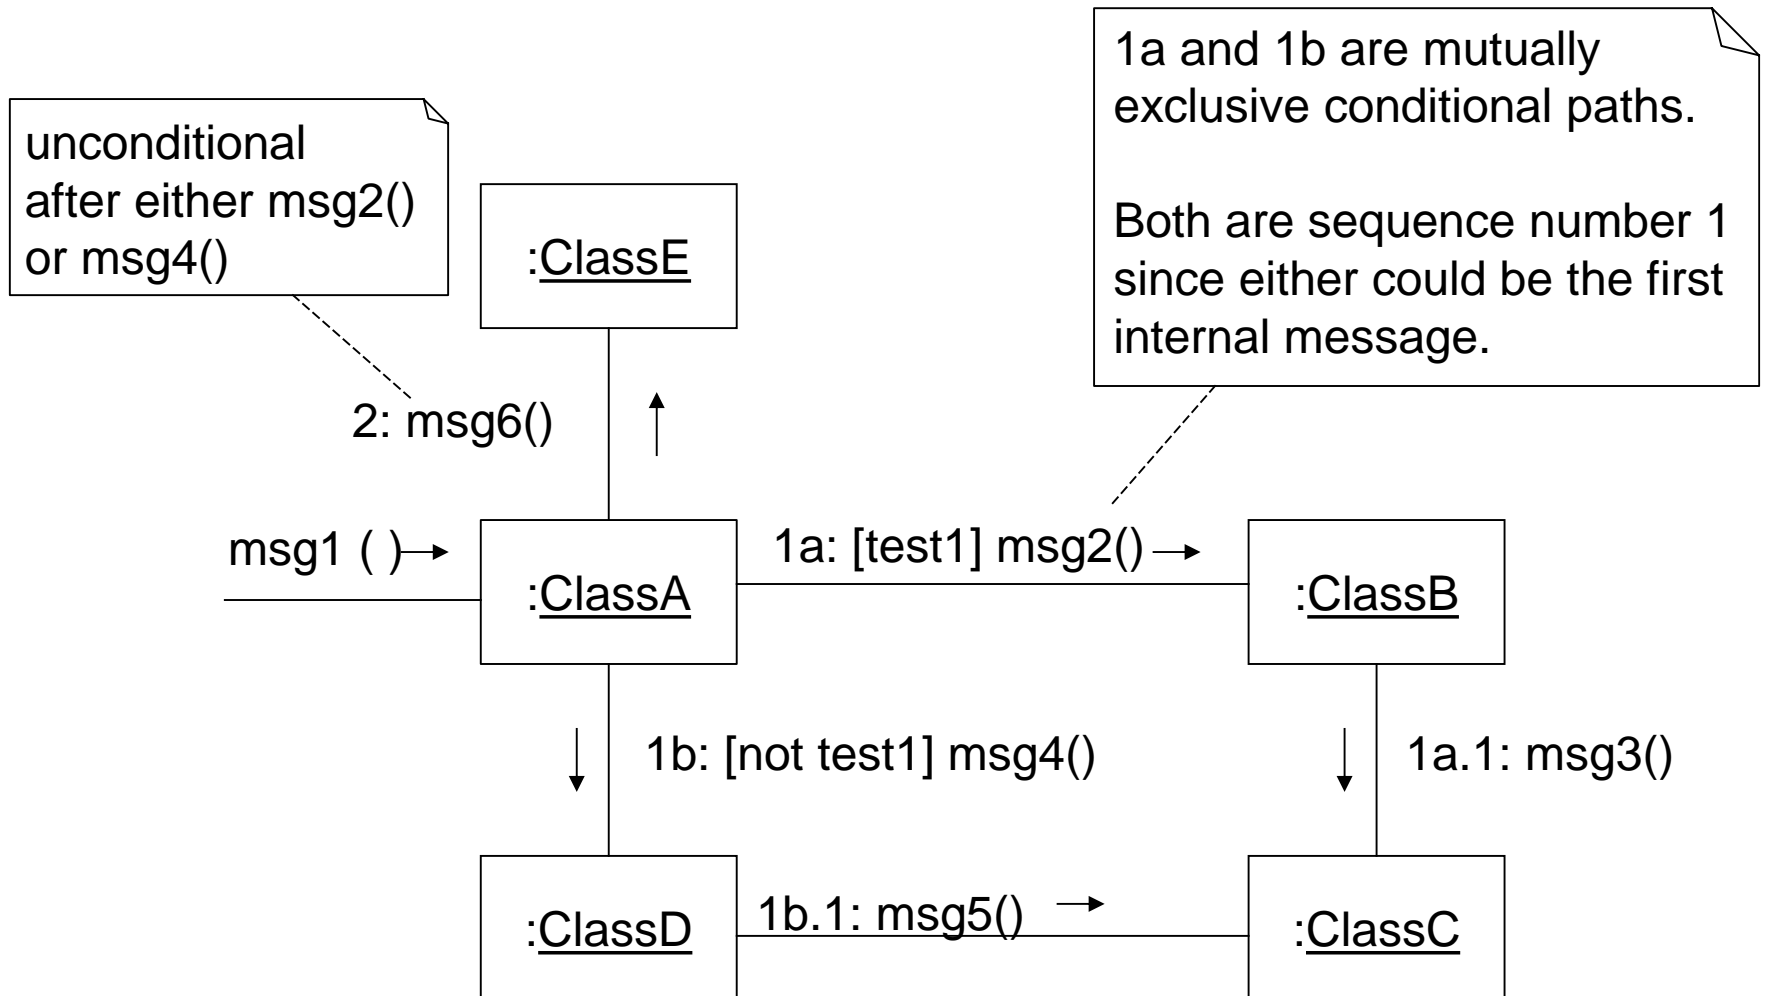 1a and 1b are mutually
exclusive conditional paths.
Both are sequence number 1
since either could be the first
internal message.
unconditional
after either msg2()
or msg4()
:ClassE
2: msg6()
msg1 ( )
:ClassA
1a: [test1] msg2()
:ClassB
1b: [not test1] msg4()
1a.1: msg3()
:ClassD
1b.1: msg5()
:ClassC